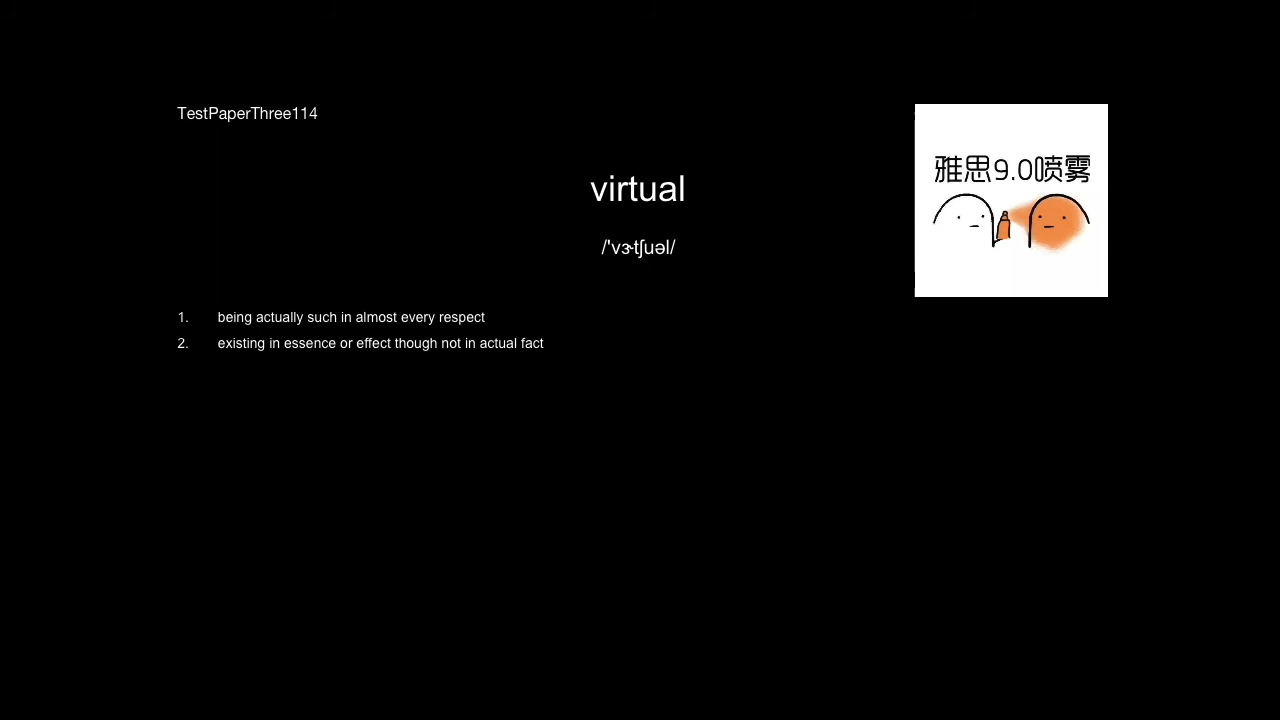 TestPaperThree114
雅思9.0喷雾
virtual
/'vɝtʃuəl/
1. being actually such in almost every respect
2. existing in essence or effect though not in actual fact